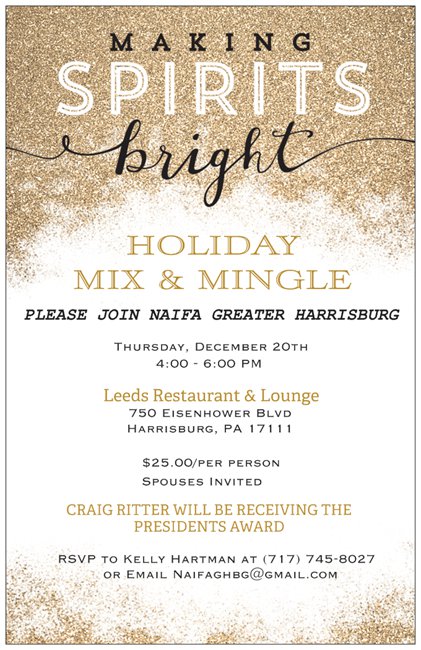 MAKING
SPIRITS
bright
HOLIDAY
MIX & MINGLE
PLEASE JOIN NAIFA GREATER HARRISBURG
Thursday, December 20th
4:00 - 6:00 PM
Leeds Restaurant & Lounge
750 Eisenhower Blvd
Harrisburg, PA 17111
$25.00/per person
Spouses Invited
CRAIG RITTER WILL BE RECEIVING THE
PRESIDENTS AWARD
RSVP to Kelly Hartman at (717) 745-8027
or Email Naifaghbg@gmail.com